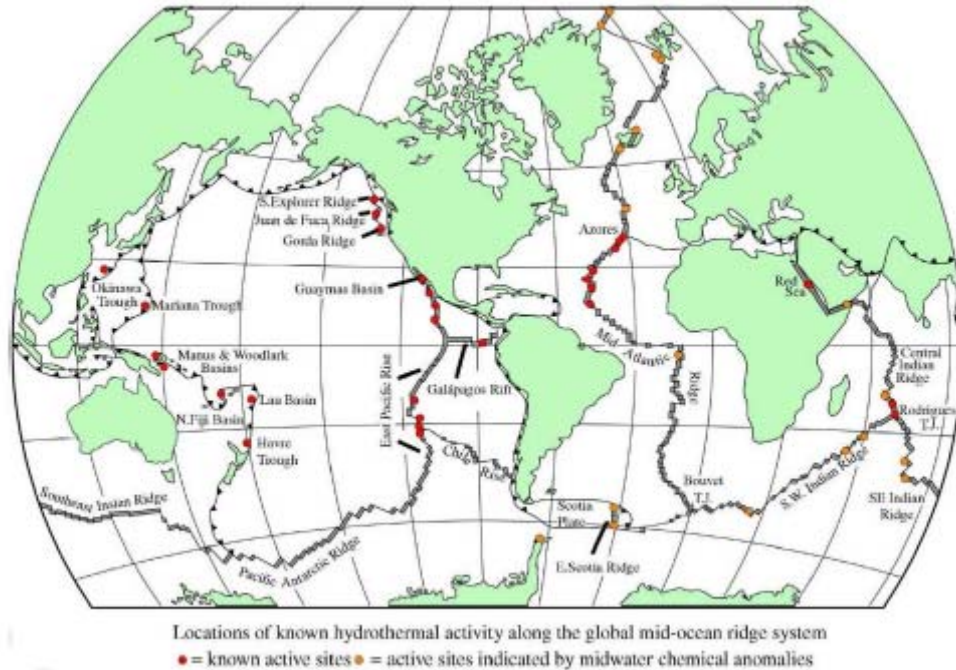 S.Explorer Ridge
Juan de Fuca Ridge
Gorda Ridge
Azores
Okinawa
Trough
Mariana Trough
Guaymas Basin
Red
Sea
Manus & Woodlark
Basins
Mid-Atlantic
Ridge
Central
Indian
Ridge
Galápagos Rift
East Pacific Rise
Lau Basin
N.Fiji Basin
Rodrigues
T.J.
Havre
Trough
Chile Rise
Southeast Indian Ridge
Bouvet
T.J.
S.W. Indian Ridge
SE Indian
Ridge
Scotia
Plate
E.Scotia Ridge
Pacific Antarctic Ridge
Locations of known hydrothermal activity along the global mid-ocean ridge system
= known active sites = active sites indicated by midwater chemical anomalies